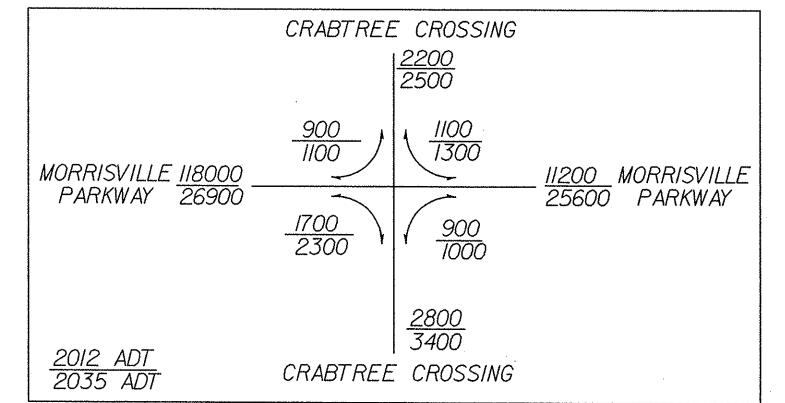 CRABTREE CROSSING
2200
2500
900
1100
1100
1300
MORRISVILLE
PARKWAY
118000
26900
11200
25600
MORRISVILLE
PARKWAY
1700
2300
900
1000
2800
3400
2012 ADT
2035 ADT
CRABTREE CROSSING